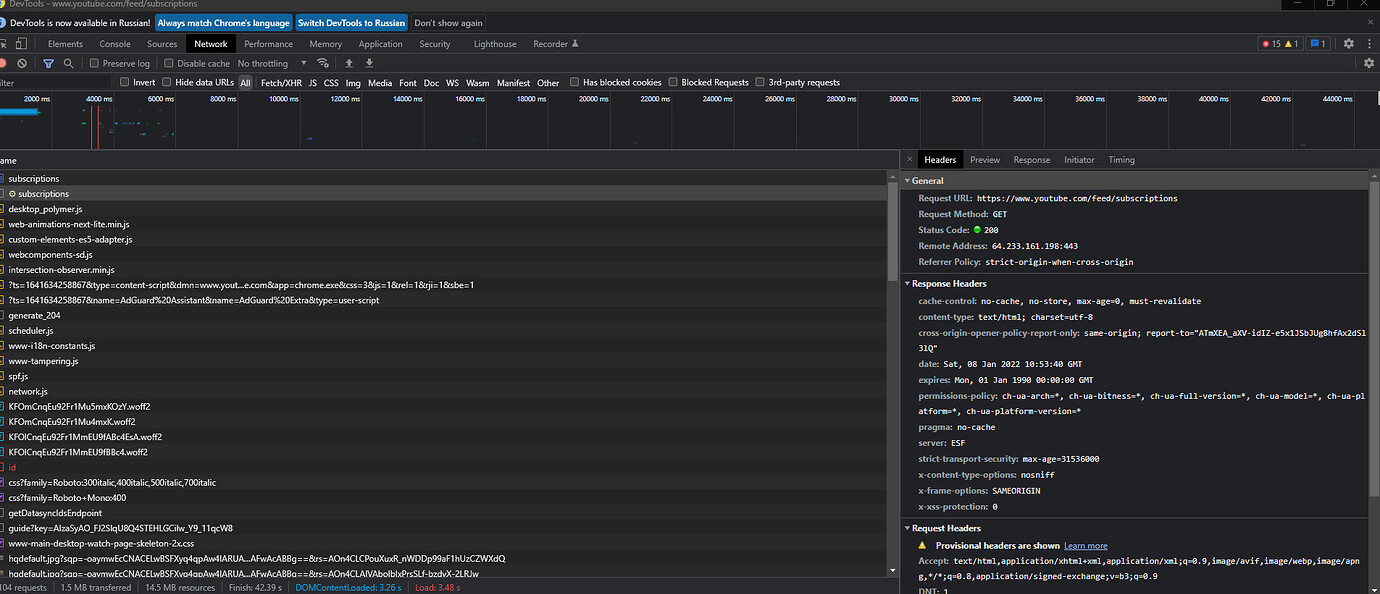 DevTools - www.youtube.com/feed/subscriptions
DevTools is now available in Russian! Always match Chrome's language Switch DevTools to Russian Don't show again
Elements Console Sources Network Performance Memory Application Security Lighthouse Recorder 15 1 1
Preserve log Disable cache No throttling
Invert Hide data URLs All Fetch/XHR JS CSS Img Media Font Doc WS Wasm Manifest Other Has blocked cookies Blocked Requests 3rd-party requests
2000 ms 4000 ms 6000 ms 8000 ms 10000 ms 12000 ms 14000 ms 16000 ms 18000 ms 20000 ms 22000 ms 24000 ms 26000 ms 28000 ms 30000 ms 32000 ms 34000 ms 36000 ms 38000 ms 40000 ms 42000 ms 44000 ms
ame
subscriptions
subscriptions
desktop_polymer.js
web-animations-next-lite.min.js
custom-elements-es5-adapter.js
webcomponents-sd.js
intersection-observer.min.js
?ts=1641634258867&type=content-script&dmn=www.yout...e.com&app=chrome.exe&css=3&js=1&rel=1&rji=1&sbe=1
?ts=1641634258867&name=AdGuard%20Assistant&name=AdGuard%20Extra&type=user-script
generate_204
scheduler.js
www-i18n-constants.js
www-tampering.js
spf.js
network.js
KFOmCnqEu92Fr1Mu5mxKOzY.woff2
KFOmCnqEu92Fr1Mu4mxK.woff2
KFOlCnqEu92Fr1MmEU9fABc4EsA.woff2
KFOlCnqEu92Fr1MmEU9fBBc4.woff2
id
css?family=Roboto:300italic,400italic,500italic,700italic
css?family=Roboto+Mono:400
getDatasyncIdsEndpoint
guide?key=AIzaSyAO_FJ2SlqU8Q4STEHLGCilw_Y9_11qcW8
www-main-desktop-watch-page-skeleton-2x.css
104 requests 1.5 MB transferred 14.5 MB resources Finish: 42.39 s DOMContentLoaded: 3.26 s Load: 3.48 s
Headers Preview Response Initiator Timing
General
Request URL: https://www.youtube.com/feed/subscriptions
Request Method: GET
Status Code: 200
Remote Address: 64.233.161.198:443
Referrer Policy: strict-origin-when-cross-origin
Response Headers
cache-control: no-cache, no-store, max-age=0, must-revalidate
content-type: text/html; charset=utf-8
cross-origin-opener-policy-report-only: same-origin; report-to="ATmXEA_aXV-idIZ-e5x1JSbJUg8hfAx2dSl
31Q"
date: Sat, 08 Jan 2022 10:53:40 GMT
expires: Mon, 01 Jan 1990 00:00:00 GMT
permissions-policy: ch-ua-arch=*, ch-ua-bitness=*, ch-ua-full-version=*, ch-ua-model=*, ch-ua-pl
atform=*, ch-ua-platform-version=*
pragma: no-cache
server: ESF
strict-transport-security: max-age=31536000
x-content-type-options: nosniff
x-frame-options: SAMEORIGIN
x-xss-protection: 0
Request Headers
Provisional headers are shown Learn more
Accept: text/html,application/xhtml+xml,application/xml;q=0.9,image/avif,image/webp,image/apn
g,*/*;q=0.8,application/signed-exchange;v=b3;q=0.9
DNT: 1